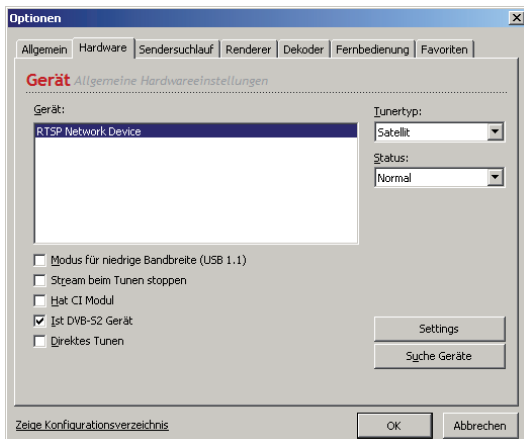 Optionen
Allgemein Hardware Sendersuchlauf Renderer Dekoder Fernbedienung Favoriten
Gerät Allgemeine Hardwareeinstellungen
Gerät:
RTSP Network Device
Tunertyp:
Satellit
Status:
Normal
Modus für niedrige Bandbreite (USB 1.1)
Stream beim Tunen stoppen
Hat CI Modul
Ist DVB-S2 Gerät
Direktes Tunen
Settings
Suche Geräte
Zeige Konfigurationsverzeichnis
OK
Abbrechen